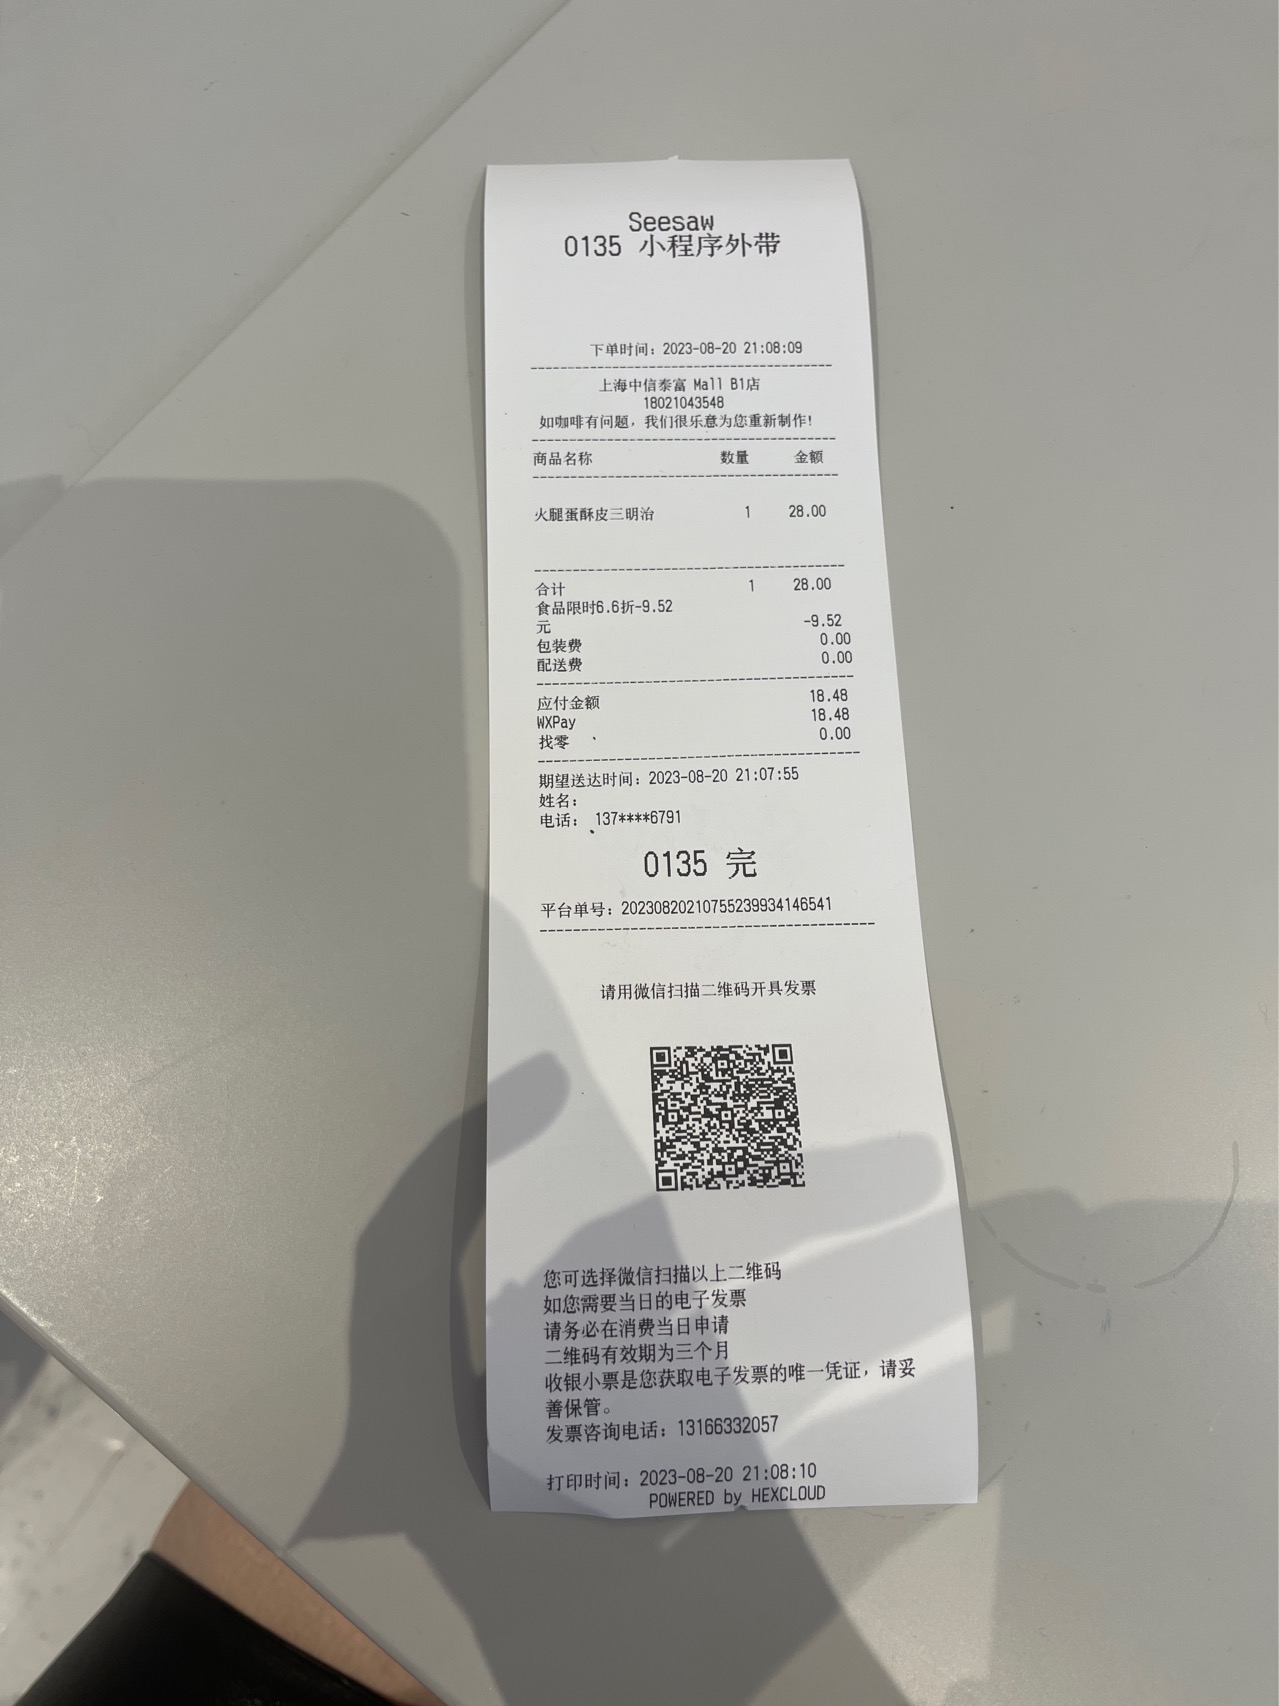 Seesaw
0135 小程序外带
下单时间：2023-08-20 21:08:09
上海中信泰富 Mall B1店
18021043548
如咖啡有问题，我们很乐意为您重新制作！
商品名称 数量 金额
火腿蛋酥皮三明治 1 28.00
合计 1 28.00
食品限时6.6折-9.52
元 -9.52
包装费 0.00
配送费 0.00
应付金额 18.48
WXPay 18.48
找零 0.00
期望送达时间：2023-08-20 21:07:55
姓名：
电话： 137****6791
0135 完
平台单号：20230820210755239934146541
请用微信扫描二维码开具发票
您可选择微信扫描以上二维码
如您需要当日的电子发票
请务必在消费当日申请
二维码有效期为三个月
收银小票是您获取电子发票的唯一凭证，请妥
善保管。
发票咨询电话：13166332057
打印时间：2023-08-20 21:08:10
POWERED by HEXCLOUD